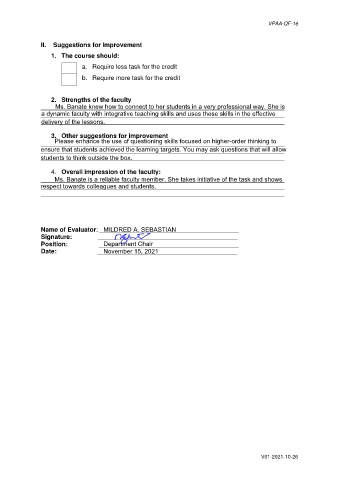 VPAA-QF-16
II. Suggestions for Improvement
1. The course should:
a. Require less task for the credit
b. Require more task for the credit
2. Strengths of the faculty
Ms. Banate knew how to connect to her students in a very professional way. She is
a dynamic faculty with integrative teaching skills and uses these skills in the effective
delivery of the lessons.
3. Other suggestions for improvement
Please enhance the use of questioning skills focused on higher-order thinking to
ensure that students achieved the learning targets. You may ask questions that will allow
students to think outside the box.
4. Overall impression of the faculty:
Ms. Banate is a reliable faculty member. She takes initiative of the task and shows
respect towards colleagues and students.
Name of Evaluator: MILDRED A. SEBASTIAN
Signature:
Position: Department Chair
Date: November 15, 2021
V01-2021-10-26